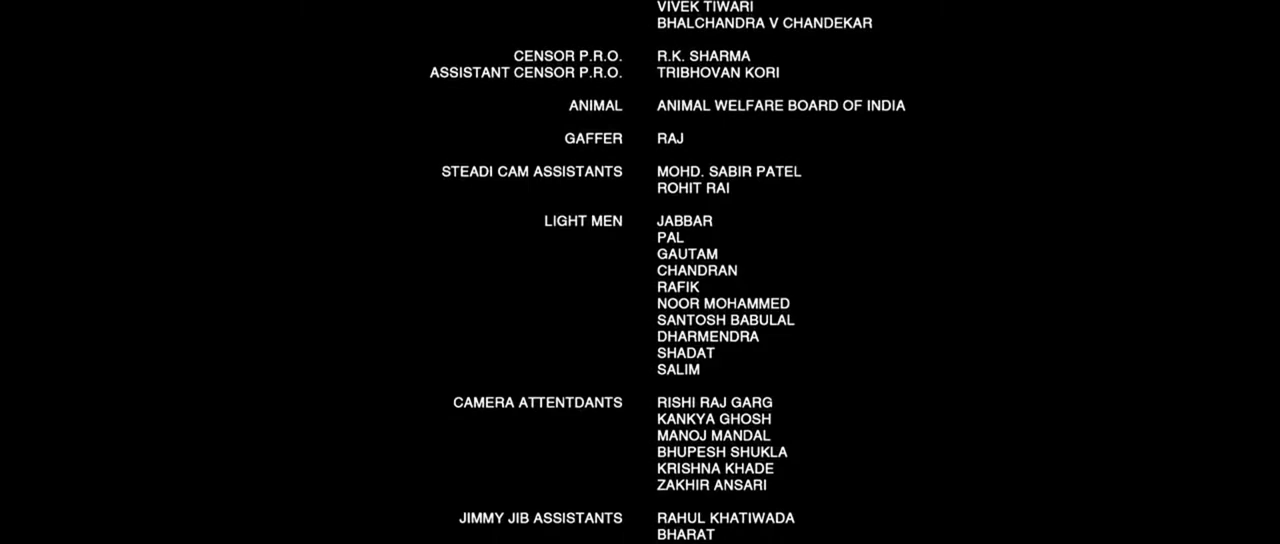 VIVEK TIWARI
BHALCHANDRA V CHANDEKAR
CENSOR P.R.O. R.K. SHARMA
ASSISTANT CENSOR P.R.O. TRIBHOVAN KORI
ANIMAL ANIMAL WELFARE BOARD OF INDIA
GAFFER RAJ
STEADI CAM ASSISTANTS MOHD. SABIR PATEL
ROHIT RAI
LIGHT MEN JABBAR
PAL
GAUTAM
CHANDRAN
RAFIK
NOOR MOHAMMED
SANTOSH BABULAL
DHARMENDRA
SHADAT
SALIM
CAMERA ATTENTDANTS RISHI RAJ GARG
KANKYA GHOSH
MANOJ MANDAL
BHUPESH SHUKLA
KRISHNA KHADE
ZAKHIR ANSARI
JIMMY JIB ASSISTANTS RAHUL KHATIWADA
BHARAT